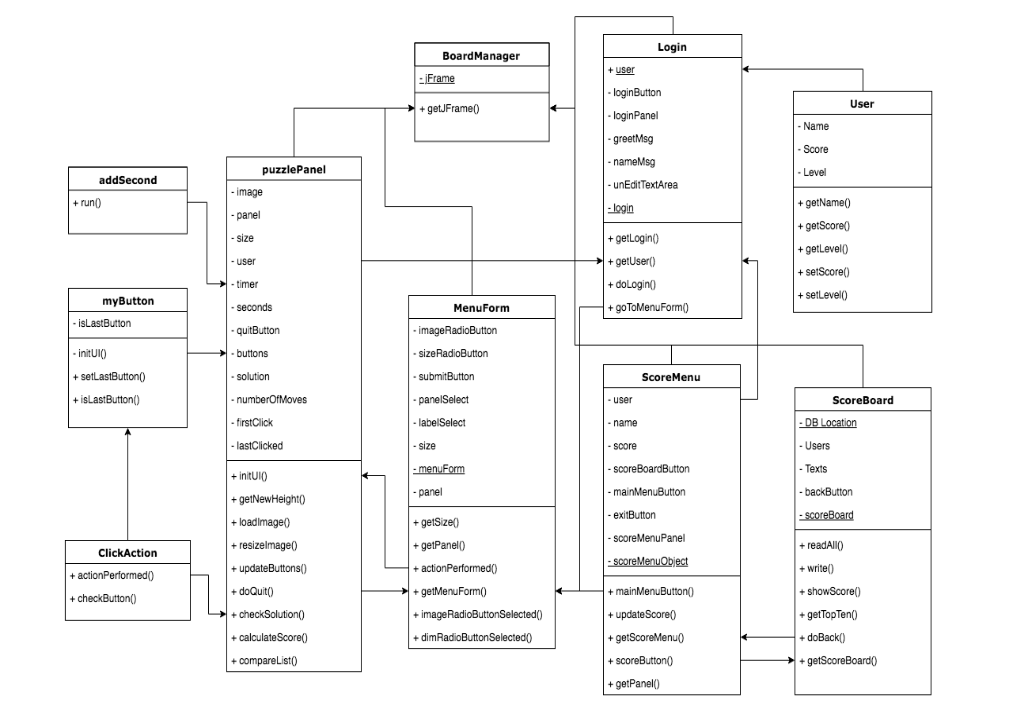 BoardManager
- jFrame
+ getJFrame()
Login
+ user
- loginButton
- loginPanel
- greetMsg
- nameMsg
- unEditTextArea
- login
+ getLogin()
+ getUser()
+ doLogin()
+ goToMenuForm()
User
- Name
- Score
- Level
+ getName()
+ getScore()
+ getLevel()
+ setScore()
+ setLevel()
addSecond
+ run()
puzzlePanel
- image
- panel
- size
- user
- timer
- seconds
- quitButton
- buttons
- solution
- numberOfMoves
- firstClick
- lastClicked
+ initUI()
+ getNewHeight()
+ loadImage()
+ resizeImage()
+ updateButtons()
+ doQuit()
+ checkSolution()
+ calculateScore()
+ compareList()
myButton
- isLastButton
- initUI()
+ setLastButton()
+ isLastButton()
MenuForm
- imageRadioButton
- sizeRadioButton
- submitButton
- panelSelect
- labelSelect
- size
- menuForm
- panel
+ getSize()
+ getPanel()
+ actionPerformed()
+ getMenuForm()
+ imageRadioButtonSelected()
+ dimRadioButtonSelected()
ScoreMenu
- user
- name
- score
- scoreBoardButton
- mainMenuButton
- exitButton
- scoreMenuPanel
- scoreMenuObject
+ mainMenuButton()
+ updateScore()
+ getScoreMenu()
+ scoreButton()
+ getPanel()
ScoreBoard
- DB Location
- Users
- Texts
- backButton
- scoreBoard
+ readAll()
+ write()
+ showScore()
+ getTopTen()
+ doBack()
+ getScoreBoard()
ClickAction
+ actionPerformed()
+ checkButton()